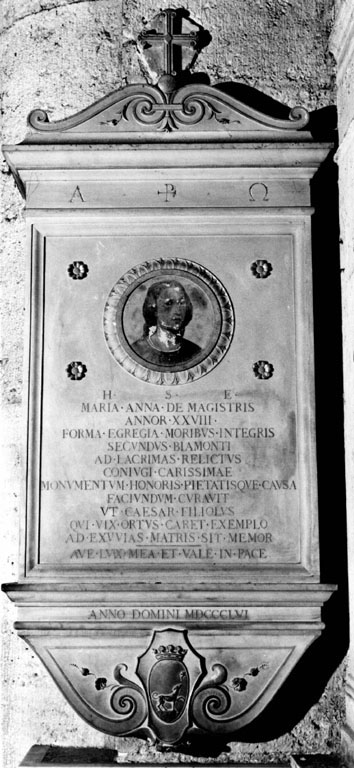 Α ⳩ Ω
H · S · E
MARIA · ANNA · DE MAGISTRIS
ANNOR · XXVIII ·
FORMA · EGREGIA · MORIBVS · INTEGRIS
SECVNDVS · BIAMONTI
AD · LACRIMAS · RELICTVS
CONIVGI · CARISSIMAE
MONVMENTVM · HONORIS · PIETATISQVE · CAVSA
FACIVNDVM · CVRAVIT
VT · CAESAR · FILIOLVS
QVI · VIX · ORTVS · CARET · EXEMPLO
AD · EXVVIAS · MATRIS · SIT · MEMOR
AVE · LVX · MEA · ET · VALE · IN · PACE
ANNO · DOMINI · MDCCCLVI